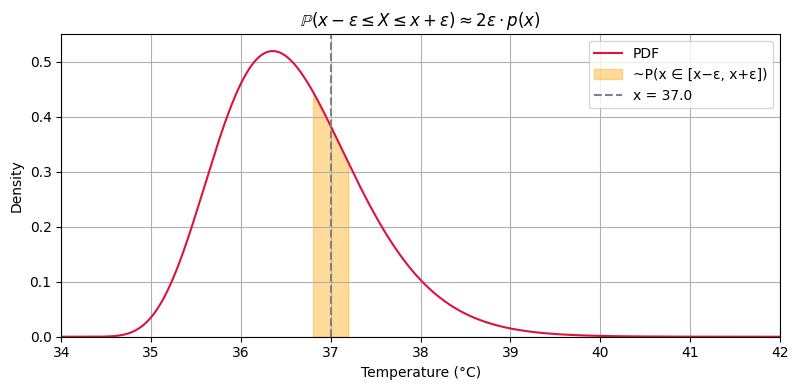 ℙ(x − ε ≤ X ≤ x + ε) ≈ 2ε · p(x)
PDF
~P(x ∈ [x−ε, x+ε])
x = 37.0
Density
0.5
0.4
0.3
0.2
0.1
0.0
34 35 36 37 38 39 40 41 42
Temperature (°C)